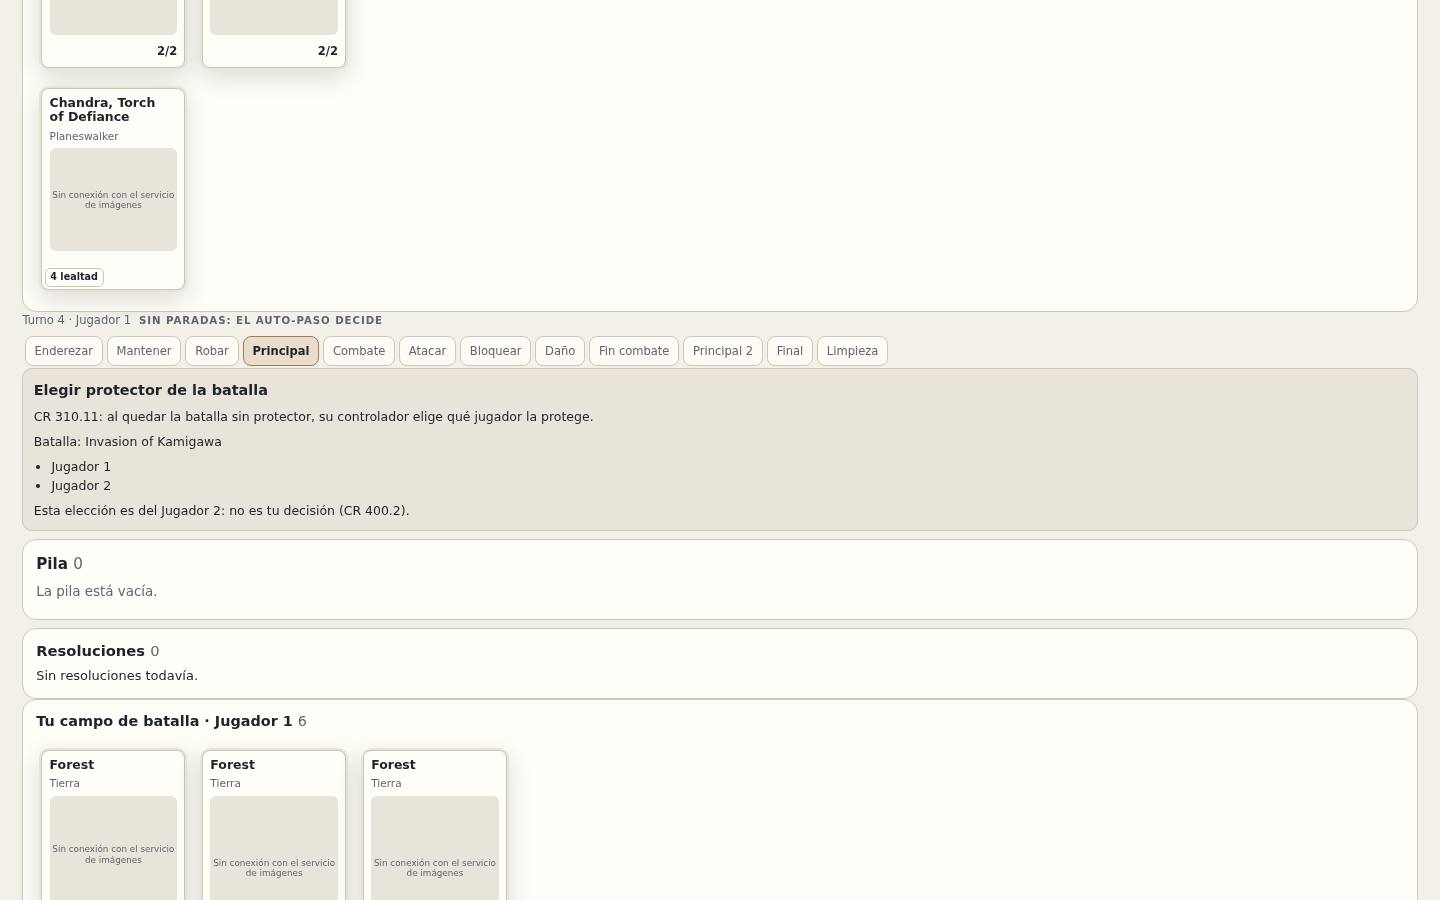 2/2
2/2
Chandra, Torch
of Defiance
Planeswalker
Sin conexión con el servicio
de imágenes
4 lealtad
Turno 4 · Jugador 1 SIN PARADAS: EL AUTO-PASO DECIDE
Enderezar Mantener Robar Principal Combate Atacar Bloquear Daño Fin combate Principal 2 Final Limpieza
Elegir protector de la batalla
CR 310.11: al quedar la batalla sin protector, su controlador elige qué jugador la protege.
Batalla: Invasion of Kamigawa
• Jugador 1
• Jugador 2
Esta elección es del Jugador 2: no es tu decisión (CR 400.2).
Pila 0
La pila está vacía.
Resoluciones 0
Sin resoluciones todavía.
Tu campo de batalla · Jugador 1 6
Forest
Tierra
Sin conexión con el servicio
de imágenes
Forest
Tierra
Sin conexión con el servicio
de imágenes
Forest
Tierra
Sin conexión con el servicio
de imágenes